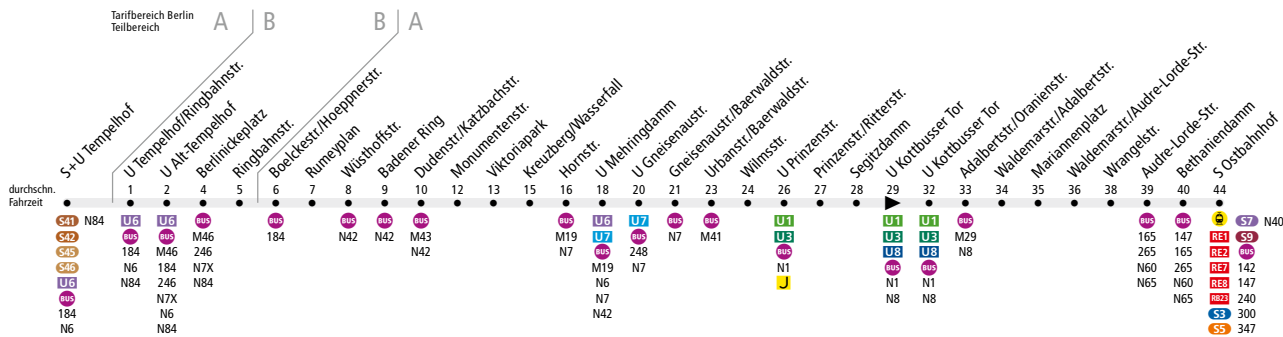 Tarifbereich Berlin
Teilbereich
A B
B A
S+U Tempelhof
U Tempelhof/Ringbahnstr.
U Alt-Tempelhof
Berlinickeplatz
Ringbahnstr.
Boelckestr./Hoeppnerstr.
Rumeyplan
Wüsthoffstr.
Badener Ring
Dudenstr./Katzbachstr.
Monumentenstr.
Viktoriapark
Kreuzberg/Wasserfall
Hornstr.
U Mehringdamm
U Gneisenaustr.
Gneisenaustr./Baerwaldstr.
Urbanstr./Baerwaldstr.
Wilmsstr.
U Prinzenstr.
Prinzenstr./Ritterstr.
Segitzdamm
U Kottbusser Tor
U Kottbusser Tor
Adalbertstr./Oranienstr.
Waldemarstr./Adalbertstr.
Mariannenplatz
Waldemarstr./Audre-Lorde-Str.
Wrangelstr.
Audre-Lorde-Str.
Bethaniendamm
S Ostbahnhof
durchschn.
Fahrzeit
1 2 4 5 6 7 8 9 10 12 13 15 16 18 20 21 23 24 26 27 28 29 32 33 34 35 36 38 39 40 44
S41 N84
S42
S45
S46
U6
BUS
184
N6
U6
BUS
184
N6
N84
U6
BUS
M46
184
246
N7X
N6
N84
BUS
M46
246
N7X
N84
BUS
184
BUS
N42
BUS
N42
BUS
M43
N42
BUS
M19
N7
U6
U7
BUS
M19
N6
N7
N42
U7
BUS
248
N7
BUS
N7
BUS
M41
U1
U3
BUS
N1
U1
U3
U8
BUS
N1
N8
U1
U3
U8
BUS
N1
N8
BUS
M29
N8
BUS
165
265
N60
N65
BUS
147
165
265
N60
N65
RE1
RE2
RE7
RE8
RB23
S3
S5
S7 N40
S9
BUS
142
147
240
300
347